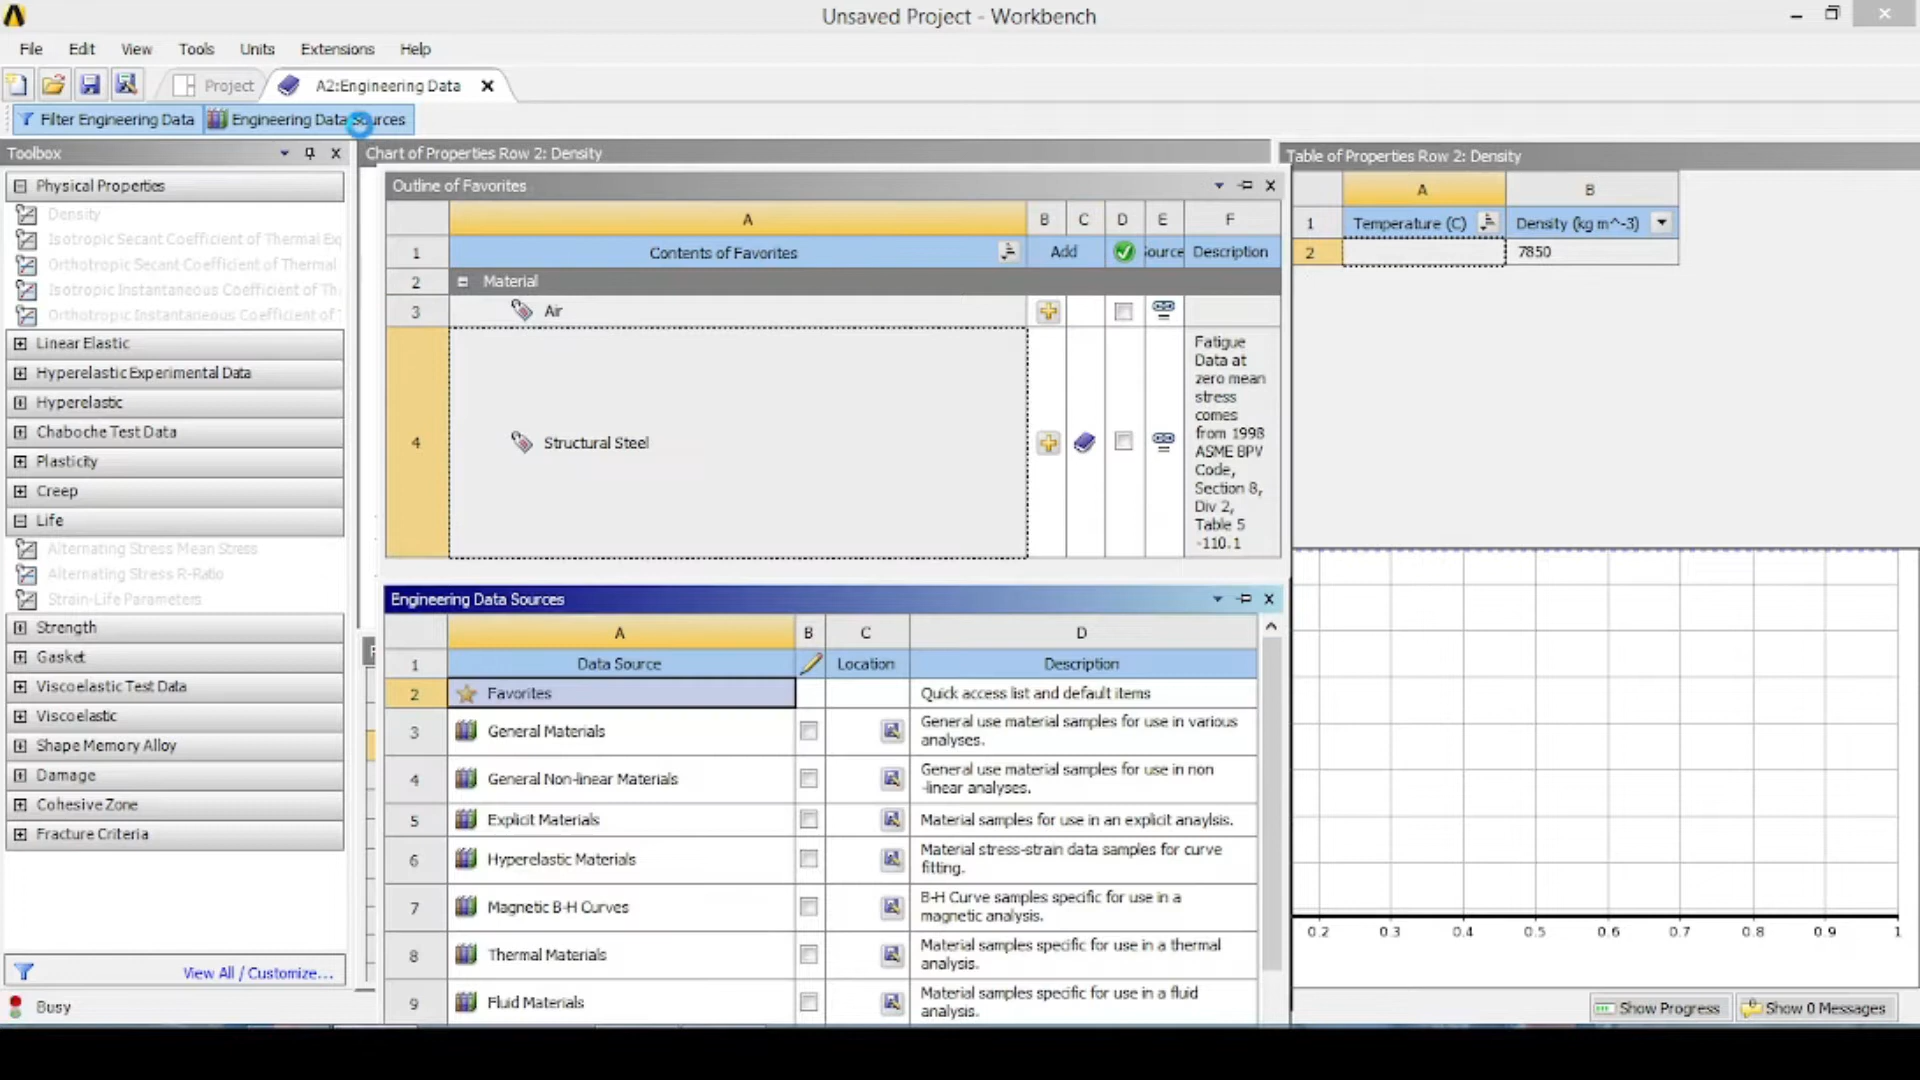 Unsaved Project - Workbench
File Edit View Tools Units Extensions Help
Project A2:Engineering Data
Filter Engineering Data Engineering Data Sources
Toolbox
Physical Properties
Density
Isotropic Secant Coefficient of Thermal Exp
Orthotropic Secant Coefficient of Thermal
Isotropic Instantaneous Coefficient of Th
Orthotropic Instantaneous Coefficient of T
Linear Elastic
Hyperelastic Experimental Data
Hyperelastic
Chaboche Test Data
Plasticity
Creep
Life
Alternating Stress Mean Stress
Alternating Stress R-Ratio
Strain-Life Parameters
Strength
Gasket
Viscoelastic Test Data
Viscoelastic
Shape Memory Alloy
Damage
Cohesive Zone
Fracture Criteria
View All / Customize...
Busy
Chart of Properties Row 2: Density
Outline of Favorites
A B C D E F
1 Contents of Favorites Add ource Description
2 Material
3 Air
4 Structural Steel
Fatigue
Data at
zero mean
stress
comes
from 1998
ASME BPV
Code,
Section 8,
Div 2,
Table 5
-110.1
Engineering Data Sources
A B C D
1 Data Source Location Description
2 Favorites Quick access list and default items
3 General Materials General use material samples for use in various
analyses.
4 General Non-linear Materials General use material samples for use in non
-linear analyses.
5 Explicit Materials Material samples for use in an explicit anaylsis.
6 Hyperelastic Materials Material stress-strain data samples for curve
fitting.
7 Magnetic B-H Curves B-H Curve samples specific for use in a
magnetic analysis.
8 Thermal Materials Material samples specific for use in a thermal
analysis.
9 Fluid Materials Material samples specific for use in a fluid
analysis.
Table of Properties Row 2: Density
A B
1 Temperature (C) Density (kg m^-3)
2 7850
0.2 0.3 0.4 0.5 0.6 0.7 0.8 0.9 1
Show Progress Show 0 Messages